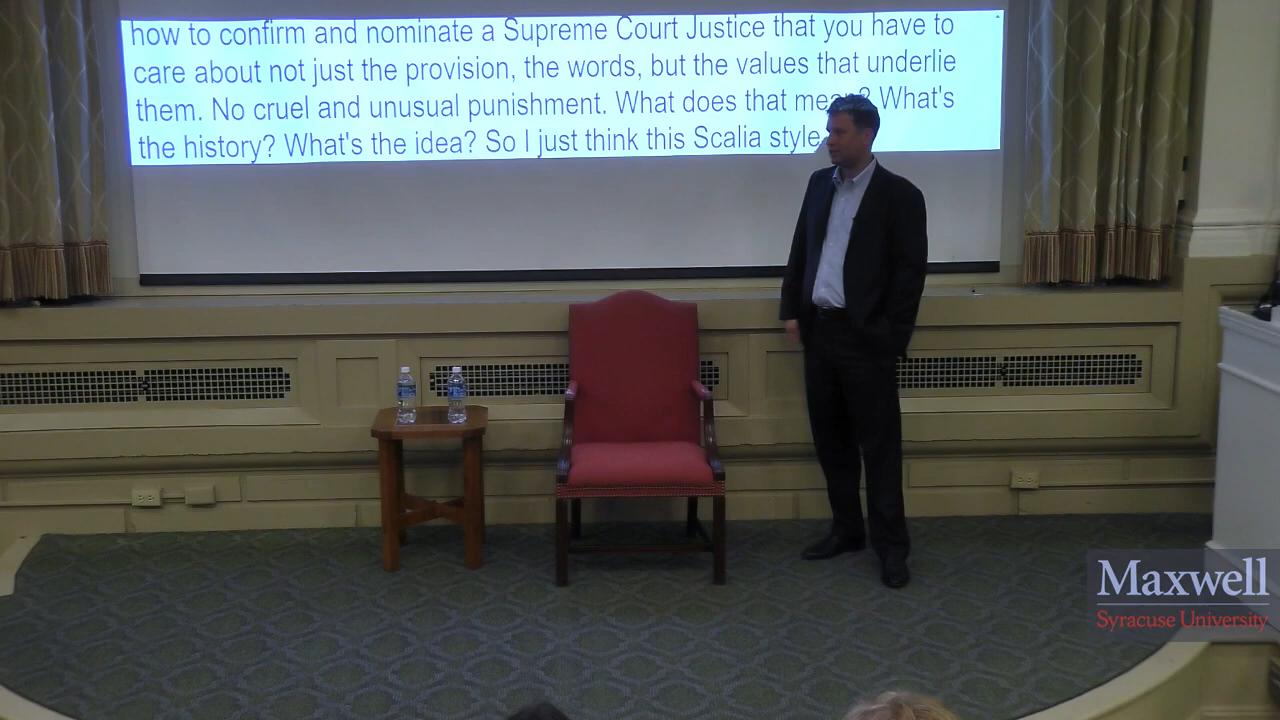 how to confirm and nominate a Supreme Court Justice that you have to
care about not just the provision, the words, but the values that underlie
them. No cruel and unusual punishment. What does that mean? What's
the history? What's the idea? So I just think this Scalia style
Maxwell
Syracuse University